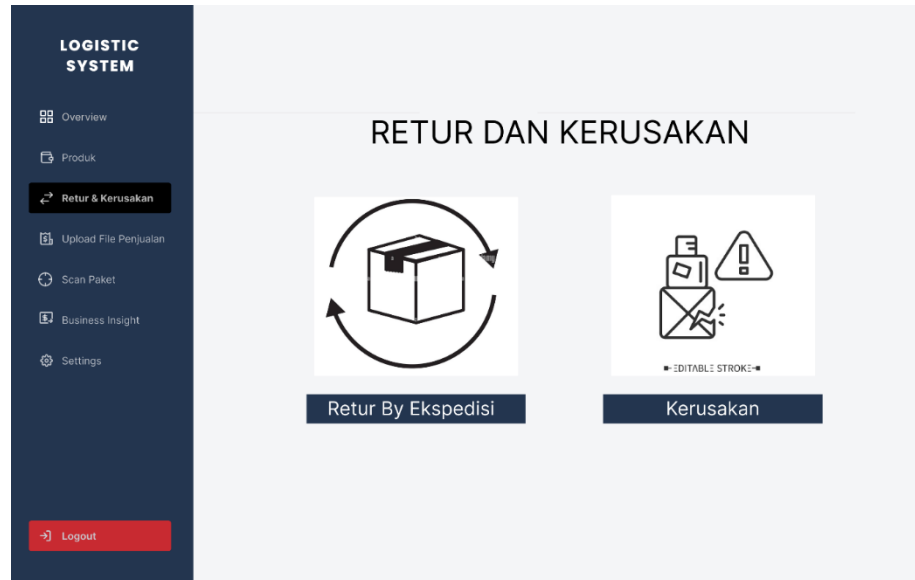 LOGISTIC
SYSTEM
Overview
Produk
Retur & Kerusakan
Upload File Penjualan
Scan Paket
Business Insight
Settings
Logout
RETUR DAN KERUSAKAN
Retur By Ekspedisi
EDITABLE STROKE
Kerusakan